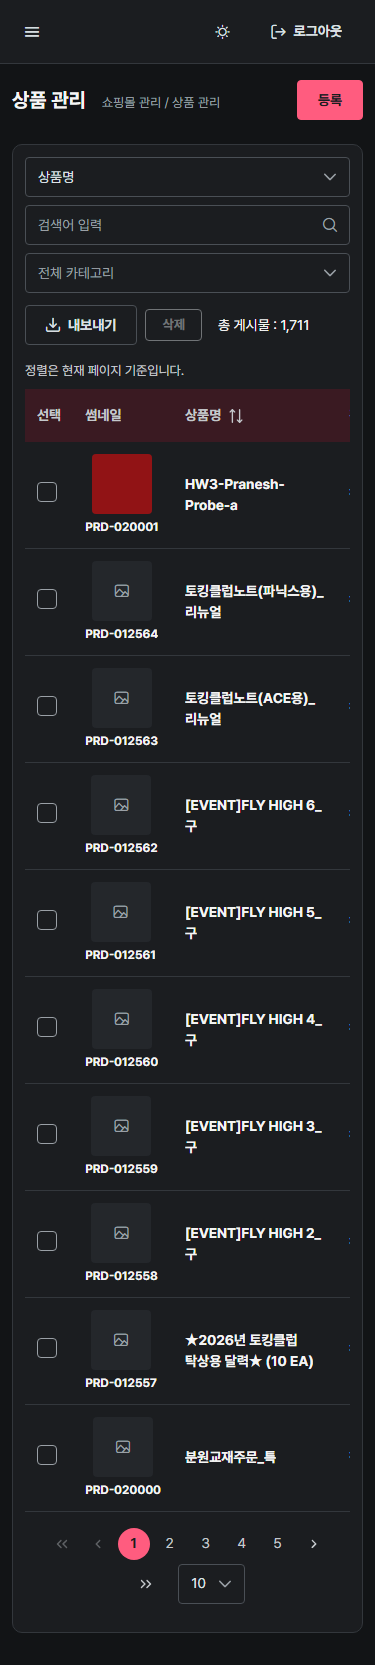 로그아웃
상품 관리 쇼핑몰 관리 / 상품 관리 등록
상품명
검색어 입력
전체 카테고리
내보내기 삭제 총 게시물 : 1,711
정렬은 현재 페이지 기준입니다.
선택 썸네일 상품명
HW3-Pranesh-
Probe-a
PRD-020001
토킹클럽노트(파닉스용)_
리뉴얼
PRD-012564
토킹클럽노트(ACE용)_
리뉴얼
PRD-012563
[EVENT]FLY HIGH 6_
구
PRD-012562
[EVENT]FLY HIGH 5_
구
PRD-012561
[EVENT]FLY HIGH 4_
구
PRD-012560
[EVENT]FLY HIGH 3_
구
PRD-012559
[EVENT]FLY HIGH 2_
구
PRD-012558
★2026년 토킹클럽
탁상용 달력★ (10 EA)
PRD-012557
분원교재주문_특
PRD-020000
1 2 3 4 5
10